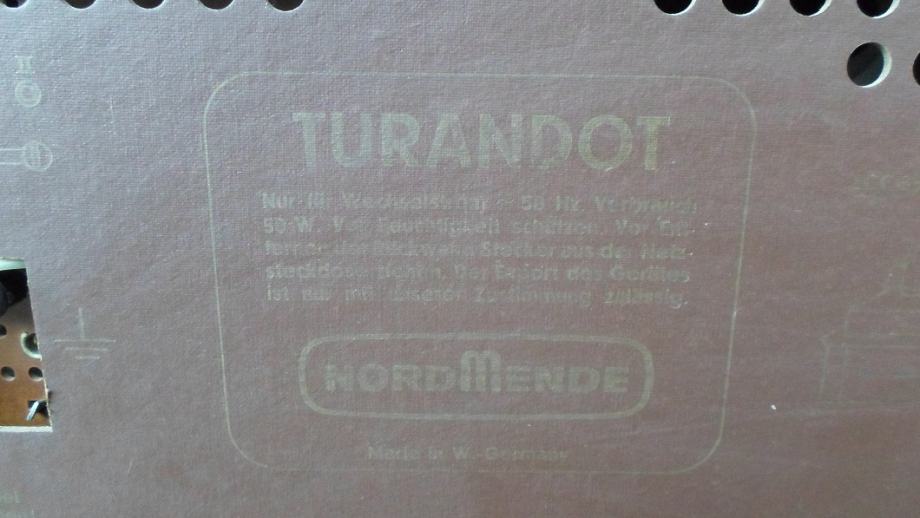 TURANDOT
Nur für Wechselstrom ~ 50 Hz. Verbrauch
50 W. Vor Feuchtigkeit schützen. Vor Ent-
fernen der Rückwand Stecker aus der Netz-
steckdose ziehen. Der Export des Gerätes
ist nur mit unserer Zustimmung zulässig.
NORDMENDE
Made in W.-Germany